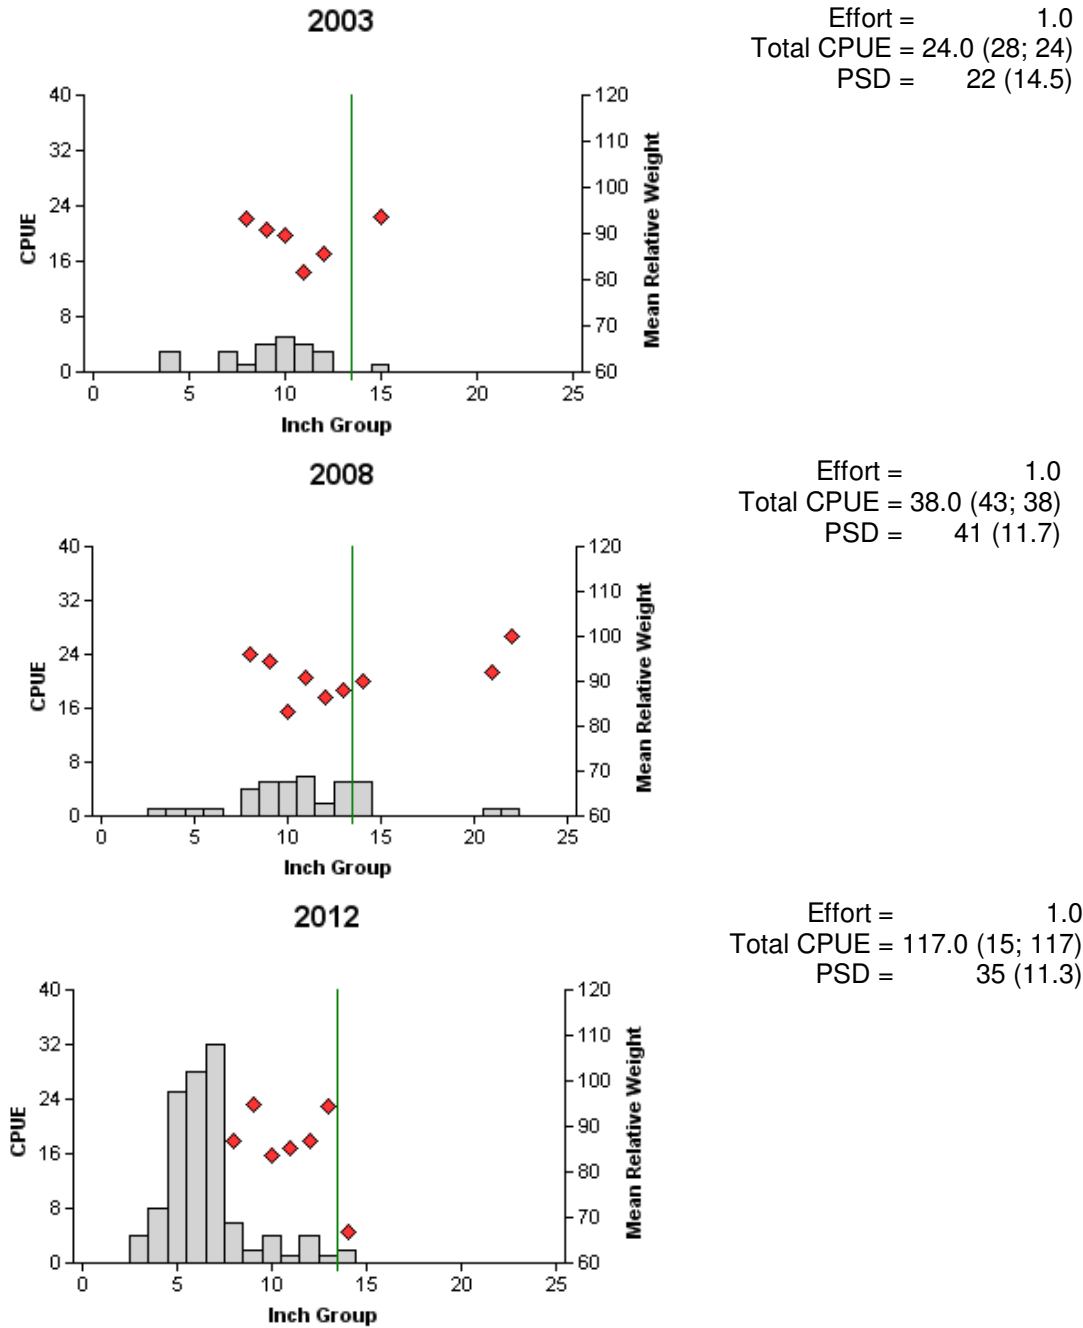 2003
Effort = 1.0
Total CPUE = 24.0 (28; 24)
PSD = 22 (14.5)
40
32
24
16
8
0
CPUE
120
110
100
90
80
70
60
Mean Relative Weight
0 5 10 15 20 25
Inch Group
2008
Effort = 1.0
Total CPUE = 38.0 (43; 38)
PSD = 41 (11.7)
40
32
24
16
8
0
CPUE
120
110
100
90
80
70
60
Mean Relative Weight
0 5 10 15 20 25
Inch Group
2012
Effort = 1.0
Total CPUE = 117.0 (15; 117)
PSD = 35 (11.3)
40
32
24
16
8
0
CPUE
120
110
100
90
80
70
60
Mean Relative Weight
0 5 10 15 20 25
Inch Group